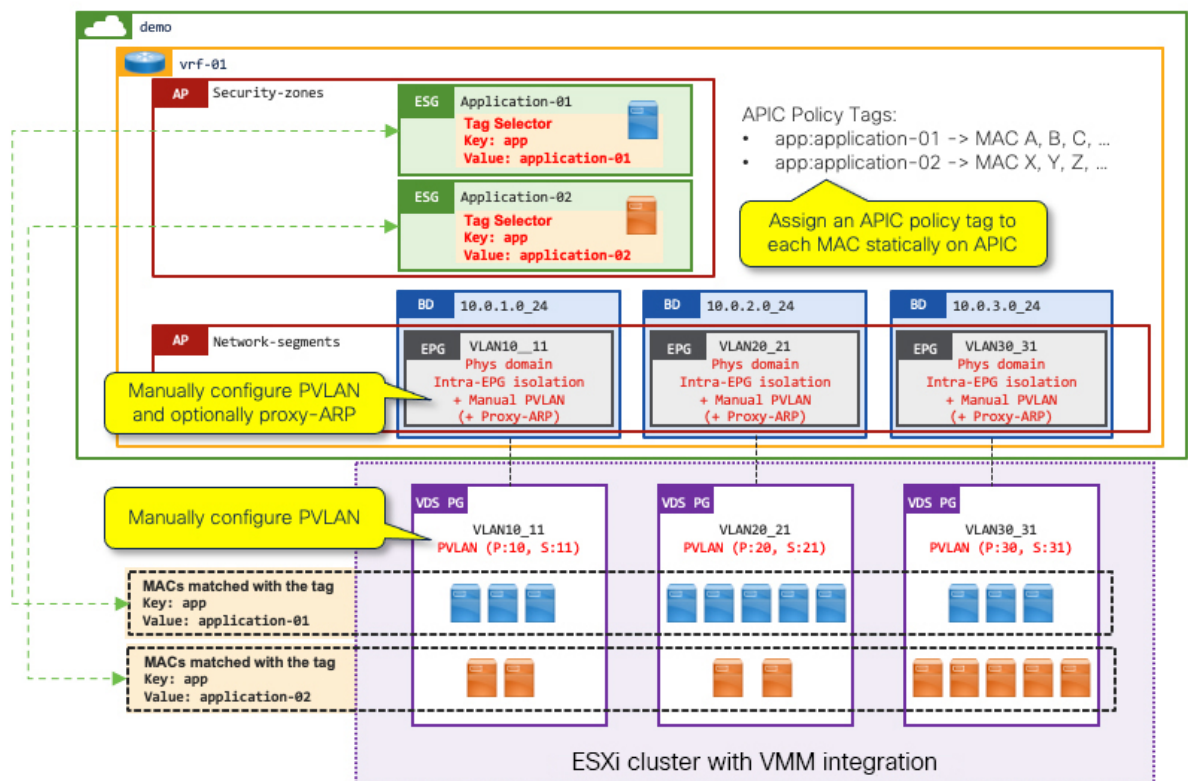 demo
vrf-01
AP Security-zones
ESG Application-01
Tag Selector
Key: app
Value: application-01
ESG Application-02
Tag Selector
Key: app
Value: application-02
APIC Policy Tags:
• app:application-01 -> MAC A, B, C, ...
• app:application-02 -> MAC X, Y, Z, ...
Assign an APIC policy tag to
each MAC statically on APIC
BD 10.0.1.0_24
BD 10.0.2.0_24
BD 10.0.3.0_24
AP Network-segments
EPG VLAN10__11
Phys domain
Intra-EPG isolation
+ Manual PVLAN
(+ Proxy-ARP)
EPG VLAN20_21
Phys domain
Intra-EPG isolation
+ Manual PVLAN
(+ Proxy-ARP)
EPG VLAN30_31
Phys domain
Intra-EPG isolation
+ Manual PVLAN
(+ Proxy-ARP)
Manually configure PVLAN
and optionally proxy-ARP
Manually configure PVLAN
VDS PG
VLAN10_11
PVLAN (P:10, S:11)
VDS PG
VLAN20_21
PVLAN (P:20, S:21)
VDS PG
VLAN30_31
PVLAN (P:30, S:31)
MACs matched with the tag
Key: app
Value: application-01
MACs matched with the tag
Key: app
Value: application-02
ESXi cluster with VMM integration